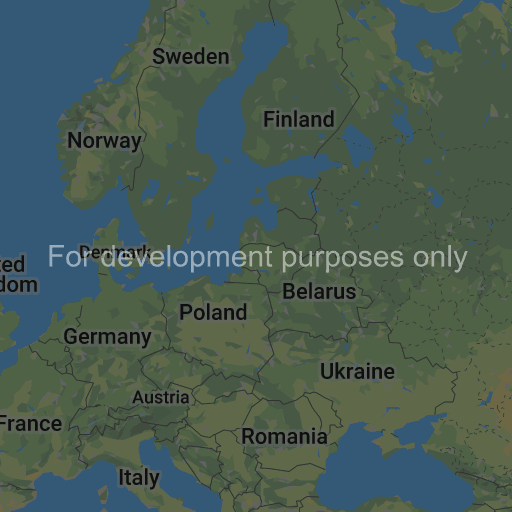 Sweden
Finland
Norway
Denmark
For development purposes only
ted
dom
Belarus
Poland
Germany
Ukraine
Austria
France
Romania
Italy